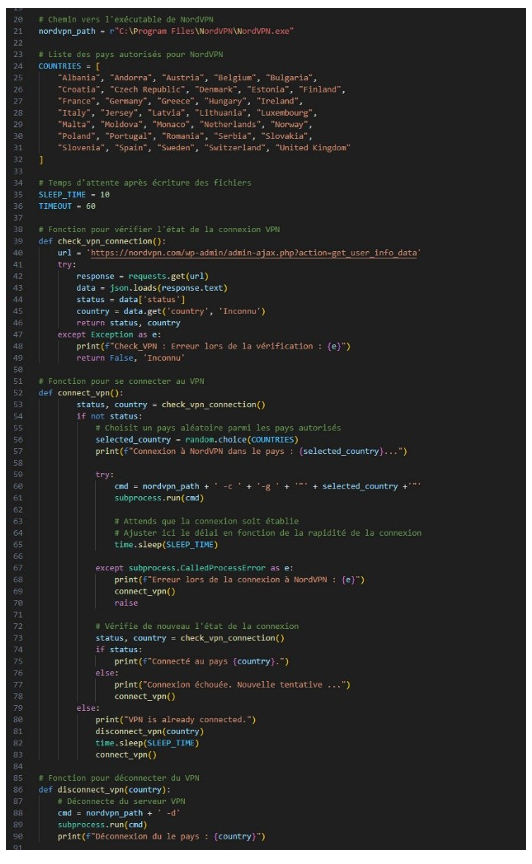 20 # Chemin vers l'exécutable de NordVPN
21 nordvpn_path = r"C:\Program Files\NordVPN\NordVPN.exe"
22
23 # Liste des pays autorisés pour NordVPN
24 COUNTRIES = [
25     "Albania", "Andorra", "Austria", "Belgium", "Bulgaria",
26     "Croatia", "Czech Republic", "Denmark", "Estonia", "Finland",
27     "France", "Germany", "Greece", "Hungary", "Ireland",
28     "Italy", "Jersey", "Latvia", "Lithuania", "Luxembourg",
29     "Malta", "Moldova", "Monaco", "Netherlands", "Norway",
30     "Poland", "Portugal", "Romania", "Serbia", "Slovakia",
31     "Slovenia", "Spain", "Sweden", "Switzerland", "United Kingdom"
32 ]
33
34 # Temps d'attente après écriture des fichiers
35 SLEEP_TIME = 10
36 TIMEOUT = 60
37
38 # Fonction pour vérifier l'état de la connexion VPN
39 def check_vpn_connection():
40     url = 'https://nordvpn.com/wp-admin/admin-ajax.php?action=get_user_info_data'
41     try:
42         response = requests.get(url)
43         data = json.loads(response.text)
44         status = data['status']
45         country = data.get('country', 'Inconnu')
46         return status, country
47     except Exception as e:
48         print(f"Check_VPN : Erreur lors de la vérification : {e}")
49         return False, 'Inconnu'
50
51 # Fonction pour se connecter au VPN
52 def connect_vpn():
53         status, country = check_vpn_connection()
54         if not status:
55             # Choisit un pays aléatoire parmi les pays autorisés
56             selected_country = random.choice(COUNTRIES)
57             print(f"Connexion à NordVPN dans le pays : {selected_country}...")
58
59             try:
60                 cmd = nordvpn_path + ' -c ' + '-g ' + '"' + selected_country +'"'
61                 subprocess.run(cmd)
62
63                 # Attends que la connexion soit établie
64                 # Ajuster ici le délai en fonction de la rapidité de la connexion
65                 time.sleep(SLEEP_TIME)
66
67             except subprocess.CalledProcessError as e:
68                 print(f"Erreur lors de la connexion à NordVPN : {e}")
69                 connect_vpn()
70                 raise
71
72             # Vérifie de nouveau l'état de la connexion
73             status, country = check_vpn_connection()
74             if status:
75                 print(f"Connecté au pays {country}.")
76             else:
77                 print("Connexion échouée. Nouvelle tentative ...")
78                 connect_vpn()
79         else:
80             print("VPN is already connected.")
81             disconnect_vpn(country)
82             time.sleep(SLEEP_TIME)
83             connect_vpn()
84
85 # Fonction pour déconnecter du VPN
86 def disconnect_vpn(country):
87     # Déconnecte du serveur VPN
88     cmd = nordvpn_path + ' -d'
89     subprocess.run(cmd)
90     print(f"Déconnexion du le pays : {country}")
91